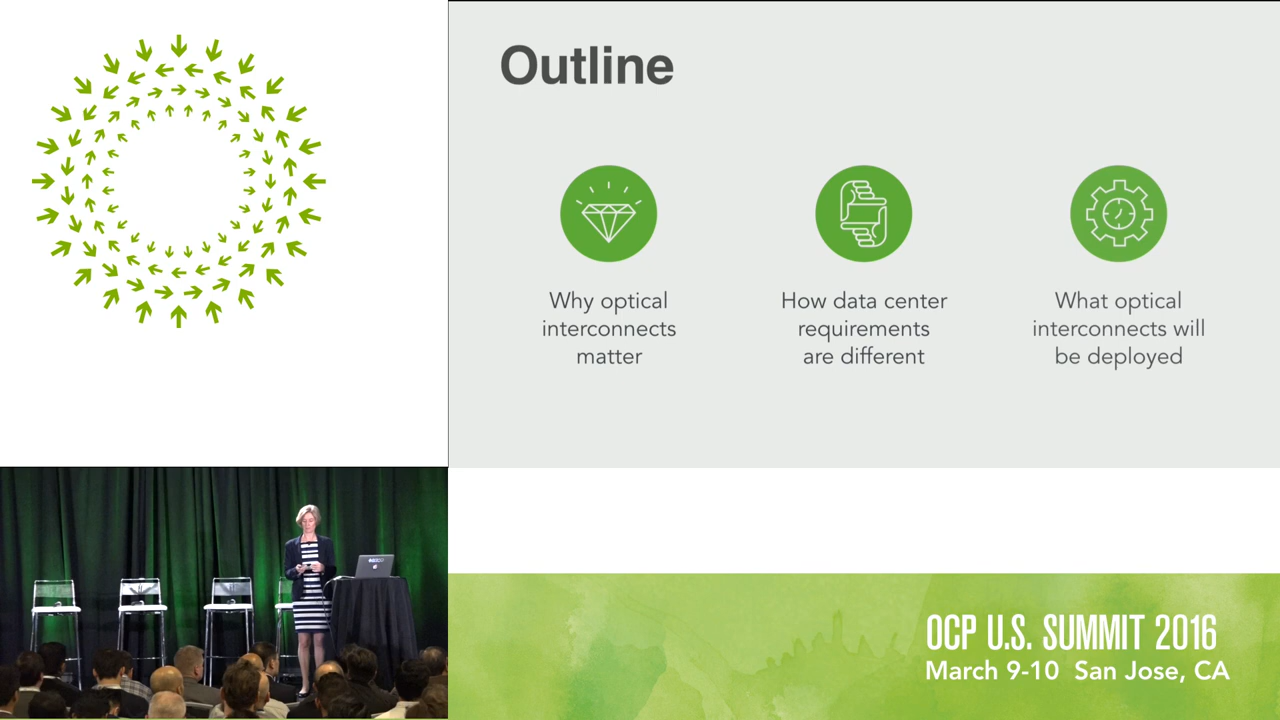 Outline
Why optical
interconnects
matter
How data center
requirements
are different
What optical
interconnects will
be deployed
OCP U.S. SUMMIT 2016
March 9-10 San Jose, CA